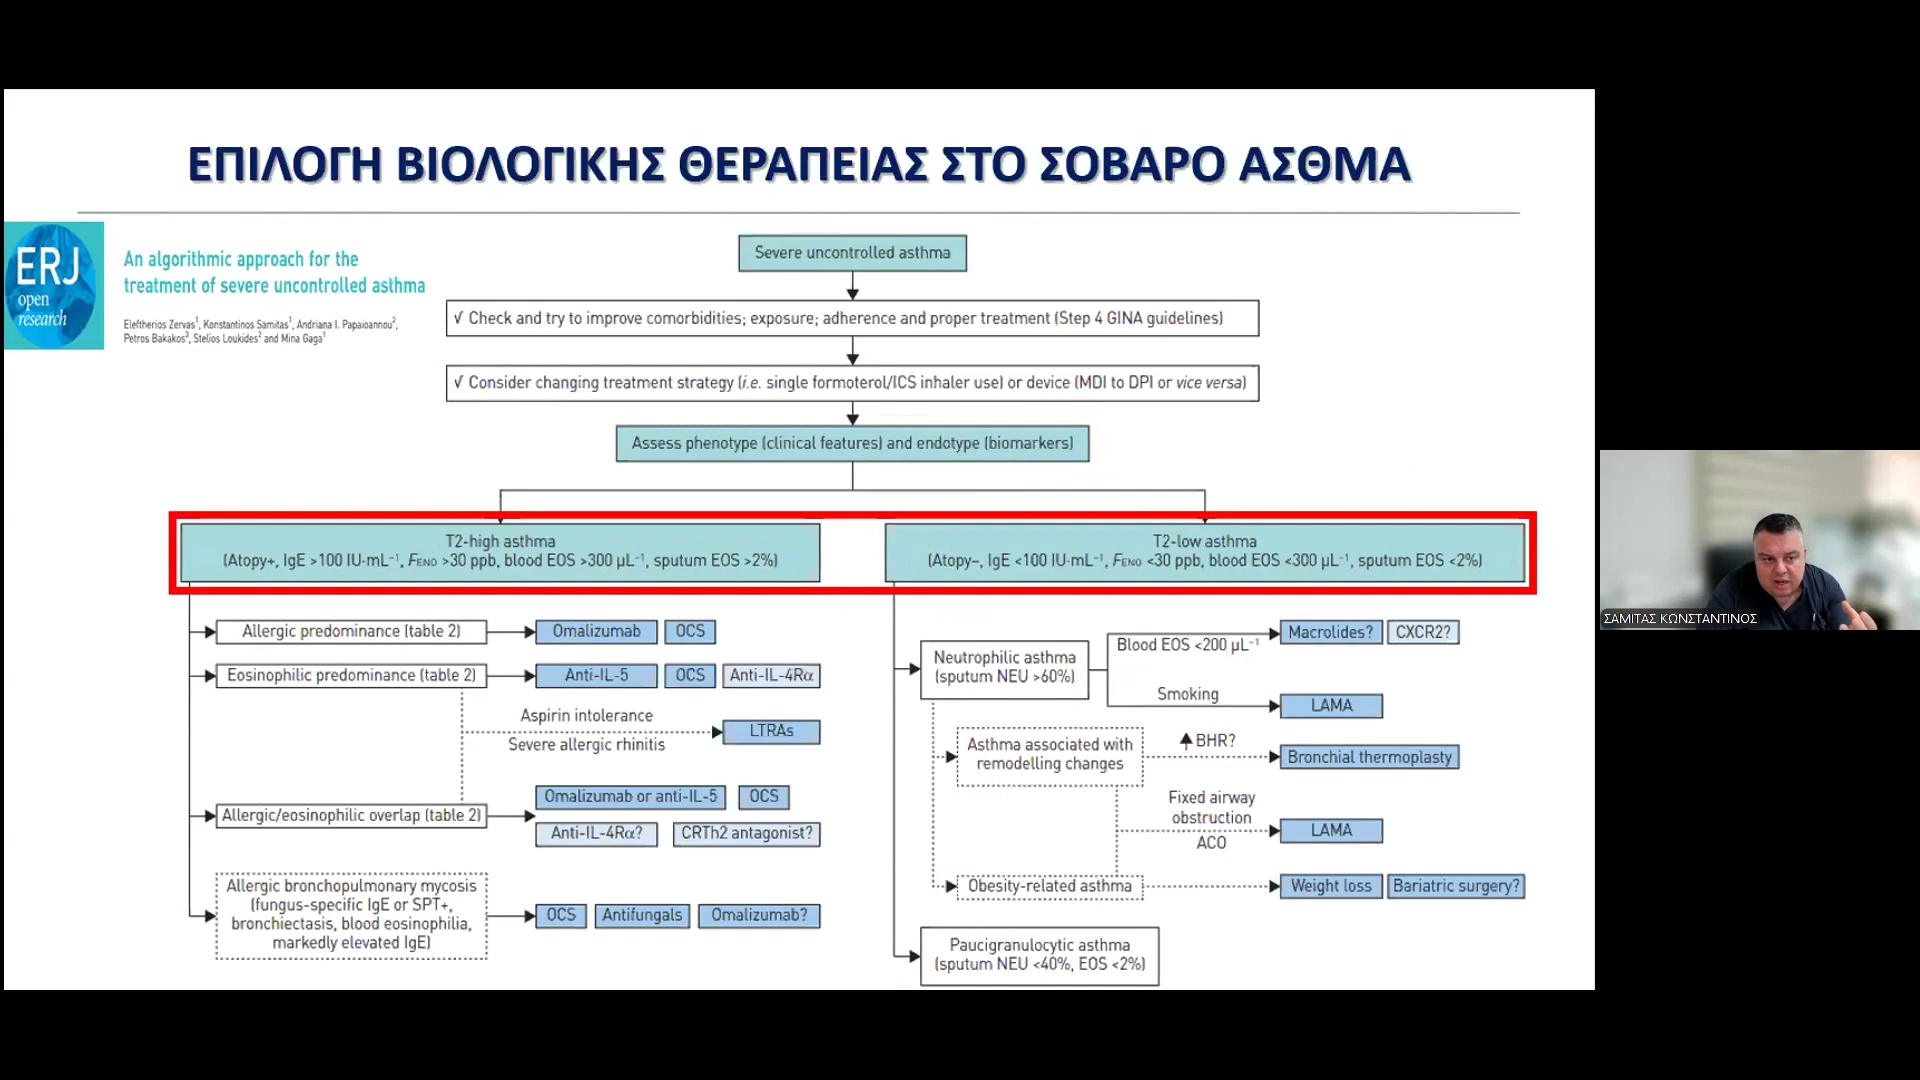 ΕΠΙΛΟΓΗ ΒΙΟΛΟΓΙΚΗΣ ΘΕΡΑΠΕΙΑΣ ΣΤΟ ΣΟΒΑΡΟ ΑΣΘΜΑ
ERJ
open
research
An algorithmic approach for the
treatment of severe uncontrolled asthma
Eleftherios Zervas¹, Konstantinos Samitas¹, Andriana I. Papaioannou²,
Petros Bakakos³, Stelios Loukides² and Mina Gaga¹
Severe uncontrolled asthma
√ Check and try to improve comorbidities; exposure; adherence and proper treatment (Step 4 GINA guidelines)
√ Consider changing treatment strategy (i.e. single formoterol/ICS inhaler use) or device (MDI to DPI or vice versa)
Assess phenotype (clinical features) and endotype (biomarkers)
T2-high asthma
(Atopy+, IgE >100 IU·mL⁻¹, FENO >30 ppb, blood EOS >300 µL⁻¹, sputum EOS >2%)
Allergic predominance (table 2)
Omalizumab
OCS
Eosinophilic predominance (table 2)
Anti-IL-5
OCS
Anti-IL-4Rα
Aspirin intolerance
Severe allergic rhinitis
LTRAs
Allergic/eosinophilic overlap (table 2)
Omalizumab or anti-IL-5
OCS
Anti-IL-4Rα?
CRTh2 antagonist?
Allergic bronchopulmonary mycosis
(fungus-specific IgE or SPT+,
bronchiectasis, blood eosinophilia,
markedly elevated IgE)
OCS
Antifungals
Omalizumab?
T2-low asthma
(Atopy–, IgE <100 IU·mL⁻¹, FENO <30 ppb, blood EOS <300 µL⁻¹, sputum EOS <2%)
Neutrophilic asthma
(sputum NEU >60%)
Blood EOS <200 µL⁻¹
Macrolides?
CXCR2?
Smoking
LAMA
Asthma associated with
remodelling changes
BHR?
Bronchial thermoplasty
Fixed airway
obstruction
ACO
LAMA
Obesity-related asthma
Weight loss
Bariatric surgery?
Paucigranulocytic asthma
(sputum NEU <40%, EOS <2%)
ΣΑΜΙΤΑΣ ΚΩΝΣΤΑΝΤΙΝΟΣ